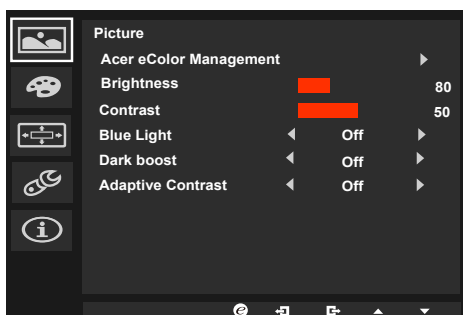 Picture
Acer eColor Management
Brightness 80
Contrast 50
Blue Light Off
Dark boost Off
Adaptive Contrast Off